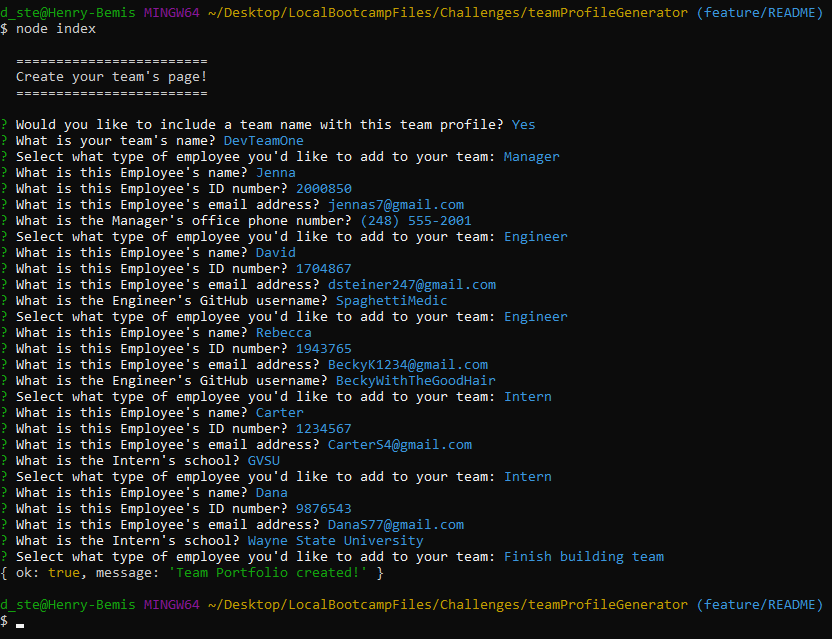 d_ste@Henry-Bemis MINGW64 ~/Desktop/LocalBootcampFiles/Challenges/teamProfileGenerator (feature/README)
$ node index
========================
Create your team's page!
========================
? Would you like to include a team name with this team profile? Yes
? What is your team's name? DevTeamOne
? Select what type of employee you'd like to add to your team: Manager
? What is this Employee's name? Jenna
? What is this Employee's ID number? 2000850
? What is this Employee's email address? jennas7@gmail.com
? What is the Manager's office phone number? (248) 555-2001
? Select what type of employee you'd like to add to your team: Engineer
? What is this Employee's name? David
? What is this Employee's ID number? 1704867
? What is this Employee's email address? dsteiner247@gmail.com
? What is the Engineer's GitHub username? SpaghettiMedic
? Select what type of employee you'd like to add to your team: Engineer
? What is this Employee's name? Rebecca
? What is this Employee's ID number? 1943765
? What is this Employee's email address? BeckyK1234@gmail.com
? What is the Engineer's GitHub username? BeckyWithTheGoodHair
? Select what type of employee you'd like to add to your team: Intern
? What is this Employee's name? Carter
? What is this Employee's ID number? 1234567
? What is this Employee's email address? CarterS4@gmail.com
? What is the Intern's school? GVSU
? Select what type of employee you'd like to add to your team: Intern
? What is this Employee's name? Dana
? What is this Employee's ID number? 9876543
? What is this Employee's email address? DanaS77@gmail.com
? What is the Intern's school? Wayne State University
? Select what type of employee you'd like to add to your team: Finish building team
{ ok: true, message: 'Team Portfolio created!' }
d_ste@Henry-Bemis MINGW64 ~/Desktop/LocalBootcampFiles/Challenges/teamProfileGenerator (feature/README)
$